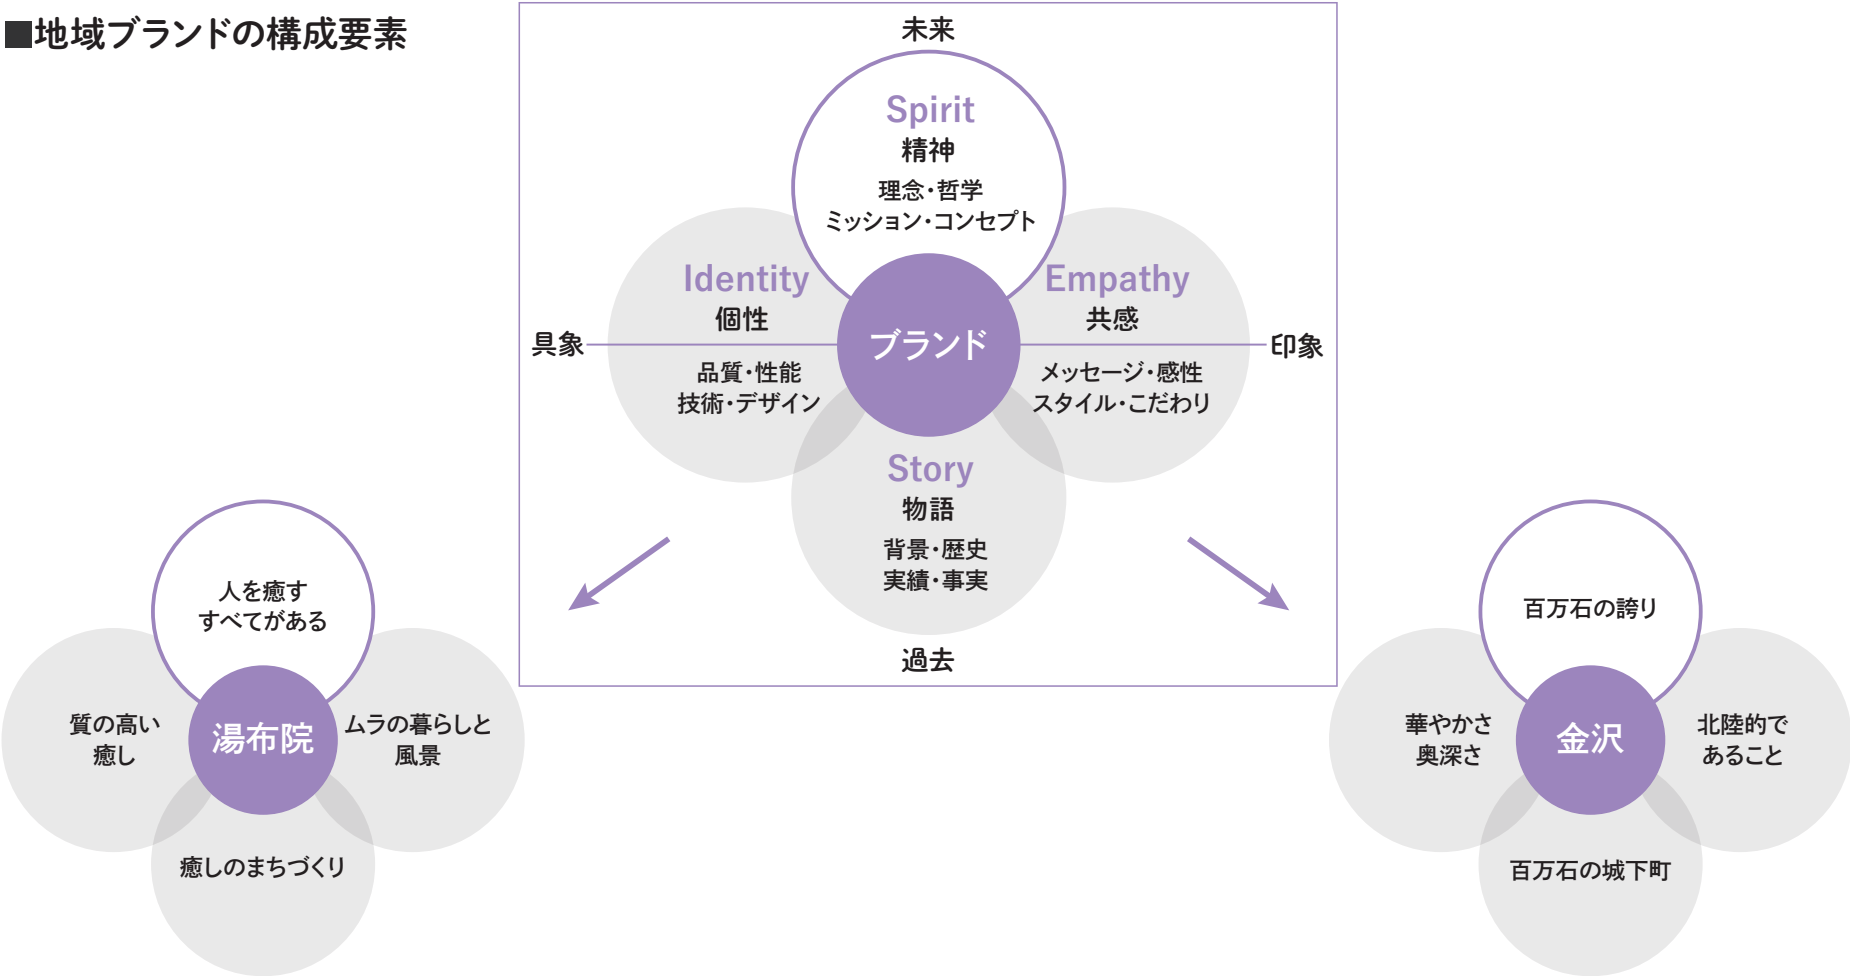 ■地域ブランドの構成要素
未来
Spirit
精神
理念・哲学
ミッション・コンセプト
Identity
個性
品質・性能
技術・デザイン
Empathy
共感
メッセージ・感性
スタイル・こだわり
具象
ブランド
印象
Story
物語
背景・歴史
実績・事実
過去
人を癒す
すべてがある
質の高い
癒し
湯布院
ムラの暮らしと
風景
癒しのまちづくり
百万石の誇り
華やかさ
奥深さ
金沢
北陸的で
あること
百万石の城下町